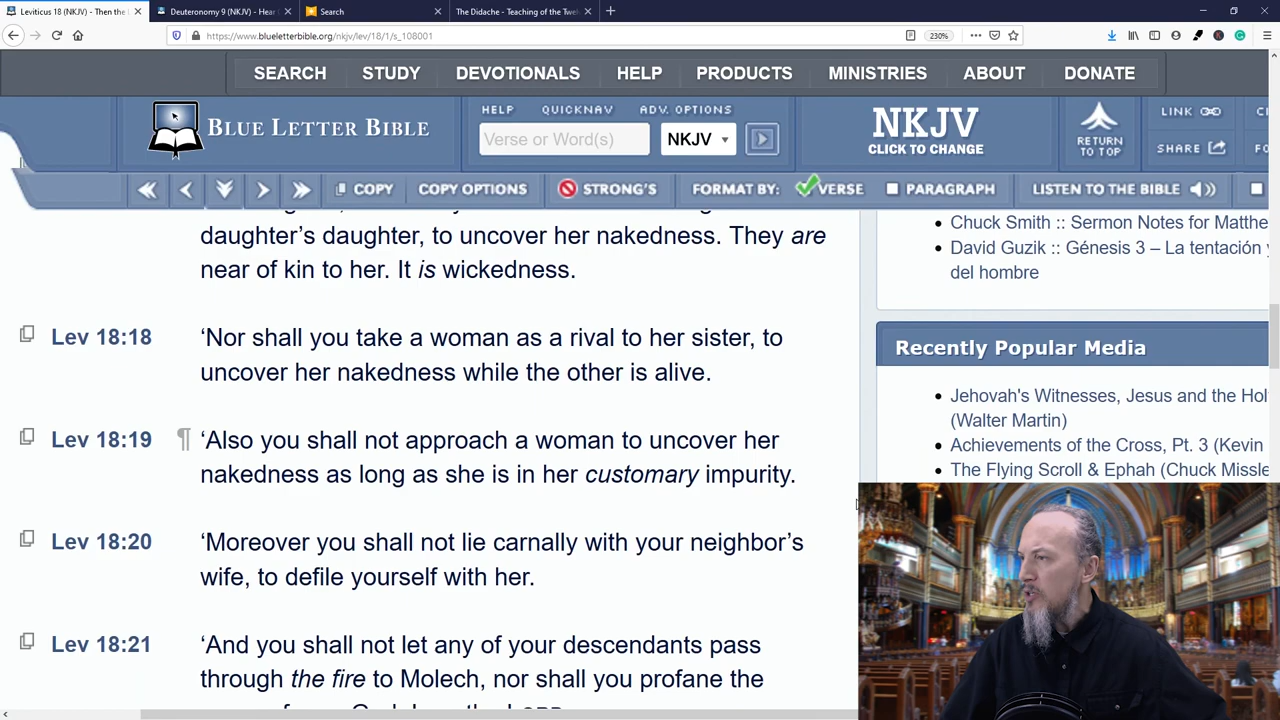 Leviticus 18 (NKJV) - Then the
Deuteronomy 9 (NKJV) - Hear
Search
The Didache - Teaching of the Twe
https://www.blueletterbible.org/nkjv/lev/18/1/s_108001
230%
SEARCH STUDY DEVOTIONALS HELP PRODUCTS MINISTRIES ABOUT DONATE
HELP QUICKNAV ADV. OPTIONS
BLUE LETTER BIBLE
Verse or Word(s)
NKJV
NKJV
CLICK TO CHANGE
RETURN
TO TOP
LINK
SHARE
COPY COPY OPTIONS STRONG'S FORMAT BY: VERSE PARAGRAPH LISTEN TO THE BIBLE
daughter’s daughter, to uncover her nakedness. They are
near of kin to her. It is wickedness.
Lev 18:18 ‘Nor shall you take a woman as a rival to her sister, to
uncover her nakedness while the other is alive.
Lev 18:19 ¶ ‘Also you shall not approach a woman to uncover her
nakedness as long as she is in her customary impurity.
Lev 18:20 ‘Moreover you shall not lie carnally with your neighbor’s
wife, to defile yourself with her.
Lev 18:21 ‘And you shall not let any of your descendants pass
through the fire to Molech, nor shall you profane the
Chuck Smith :: Sermon Notes for Matthe
David Guzik :: Génesis 3 – La tentación y
del hombre
Recently Popular Media
Jehovah's Witnesses, Jesus and the Hol
(Walter Martin)
Achievements of the Cross, Pt. 3 (Kevin
The Flying Scroll & Ephah (Chuck Missle